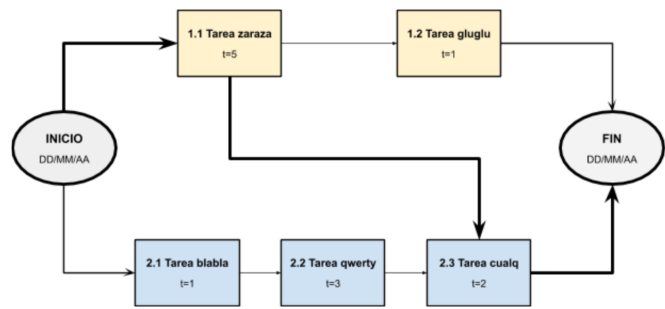 1.1 Tarea zaraza
t=5
1.2 Tarea gluglu
t=1
INICIO
DD/MM/AA
FIN
DD/MM/AA
2.1 Tarea blabla
t=1
2.2 Tarea qwerty
t=3
2.3 Tarea cualq
t=2